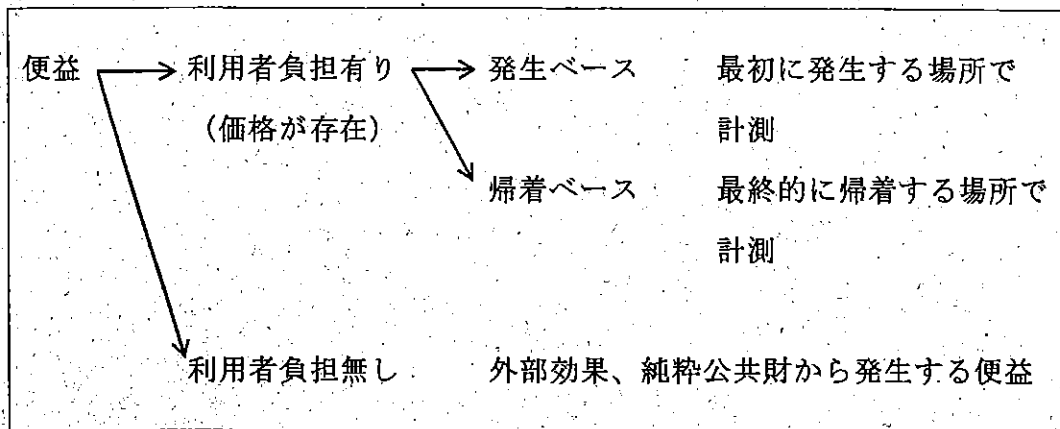 便益 利用者負担有り 発生ベース 最初に発生する場所で
(価格が存在) 計測
帰着ベース 最終的に帰着する場所で
計測
利用者負担無し 外部効果、純粋公共財から発生する便益